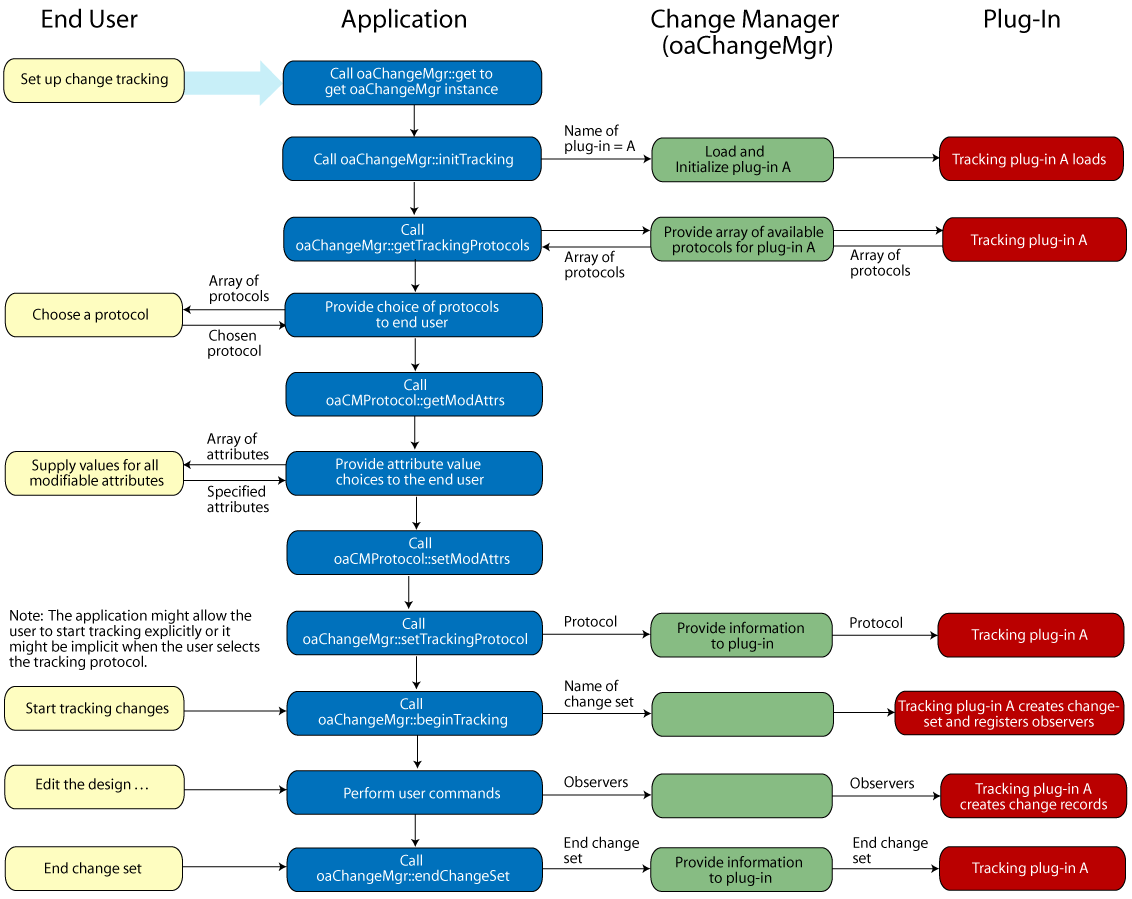 End User
Application
Change Manager
(oaChangeMgr)
Plug-In
Set up change tracking
Call oaChangeMgr::get to
get oaChangeMgr instance
Call oaChangeMgr::initTracking
Name of
plug-in = A
Load and
Initialize plug-in A
Tracking plug-in A loads
Call
oaChangeMgr::getTrackingProtocols
Array of
protocols
Provide array of available
protocols for plug-in A
Array of
protocols
Tracking plug-in A
Choose a protocol
Array of
protocols
Chosen
protocol
Provide choice of protocols
to end user
Call
oaCMProtocol::getModAttrs
Supply values for all
modifiable attributes
Array of
attributes
Specified
attributes
Provide attribute value
choices to the end user
Call
oaCMProtocol::setModAttrs
Note: The application might allow the
user to start tracking explicitly or it
might be implicit when the user selects
the tracking protocol.
Call
oaChangeMgr::setTrackingProtocol
Protocol
Provide information
to plug-in
Protocol
Tracking plug-in A
Start tracking changes
Call
oaChangeMgr::beginTracking
Name of
change set
Tracking plug-in A creates change-
set and registers observers
Edit the design ...
Perform user commands
Observers
Observers
Tracking plug-in A
creates change records
End change set
Call
oaChangeMgr::endChangeSet
End change
set
Provide information
to plug-in
End change
set
Tracking plug-in A